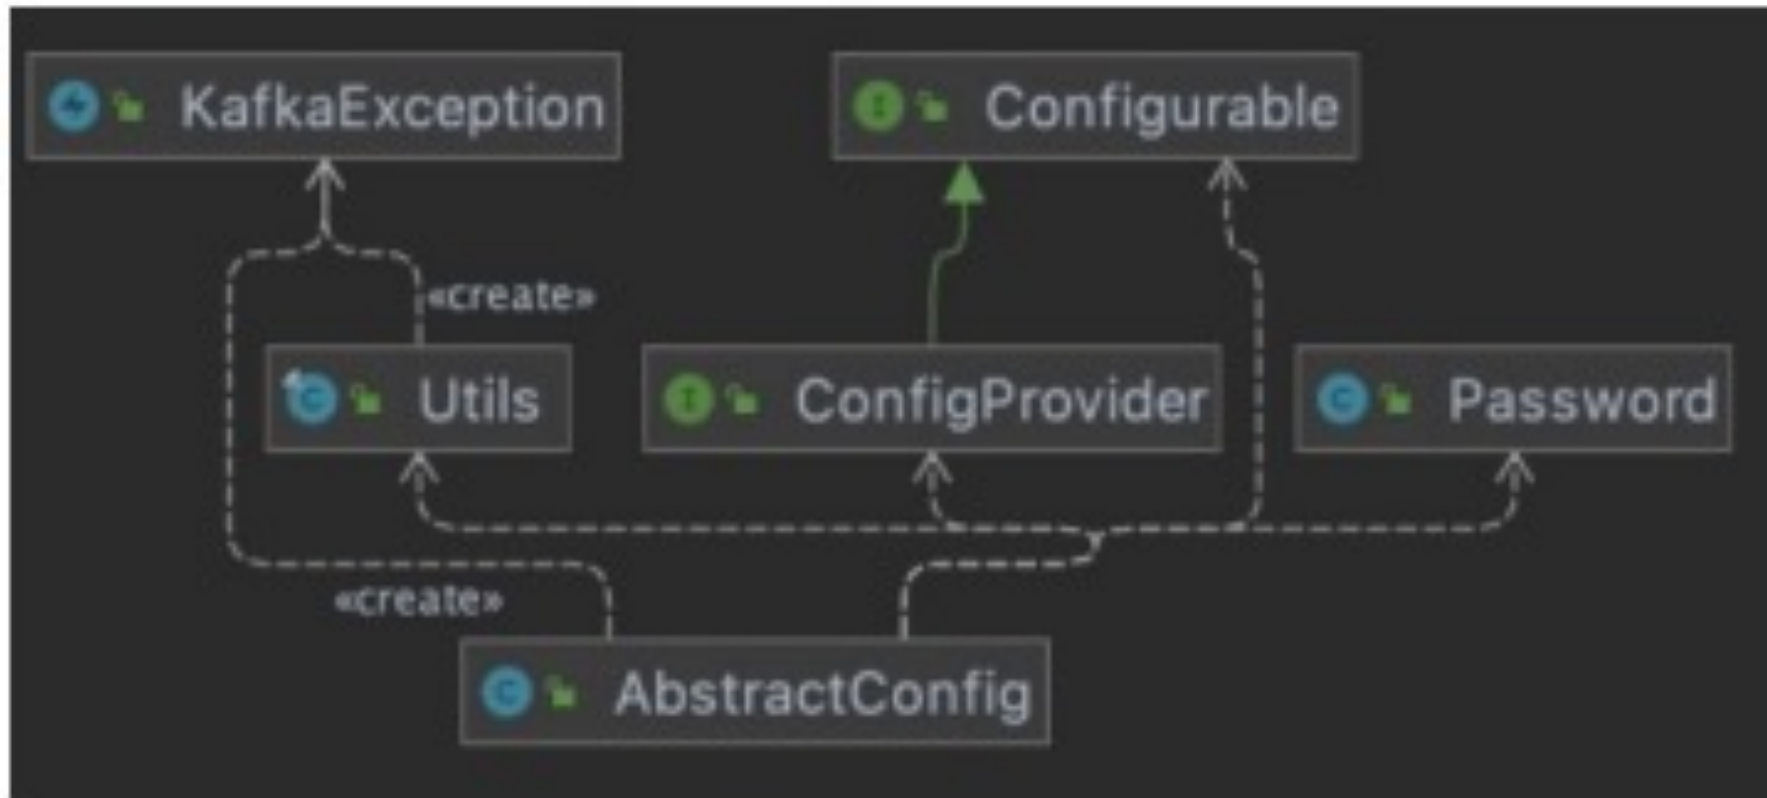 KafkaException
Configurable
«create»
Utils
ConfigProvider
Password
«create»
AbstractConfig